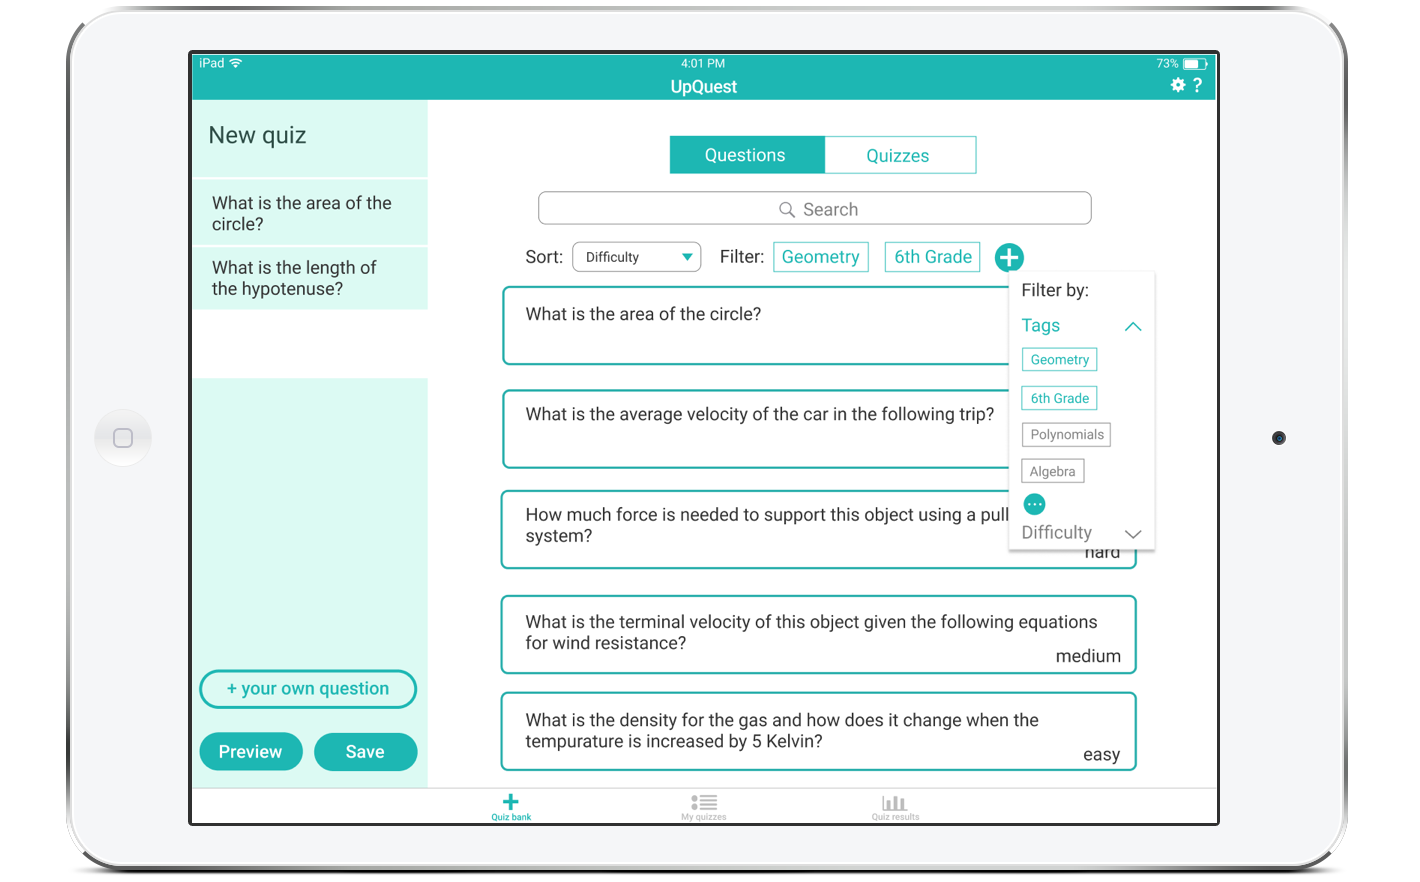 iPad
4:01 PM
73%
UpQuest
?
New quiz
What is the area of the
circle?
What is the length of
the hypotenuse?
+ your own question
Preview
Save
Questions
Quizzes
Search
Sort:
Difficulty
Filter:
Geometry
6th Grade
Filter by:
Tags
Geometry
6th Grade
Polynomials
Algebra
Difficulty
What is the area of the circle?
What is the average velocity of the car in the following trip?
How much force is needed to support this object using a pull
system?
hard
What is the terminal velocity of this object given the following equations
for wind resistance?
medium
What is the density for the gas and how does it change when the
tempurature is increased by 5 Kelvin?
easy
Quiz bank
My quizzes
Quiz results